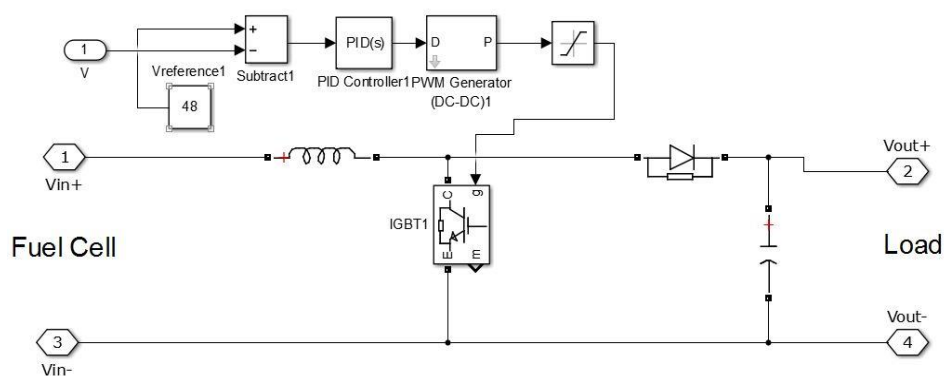 1
V
Vreference1
48
+
−
Subtract1
PID(s)
PID Controller1
D
P
PWM Generator
(DC-DC)1
1
Vin+
IGBT1
C
g
E
m
Vout+
2
Fuel Cell
Load
3
Vin-
Vout-
4